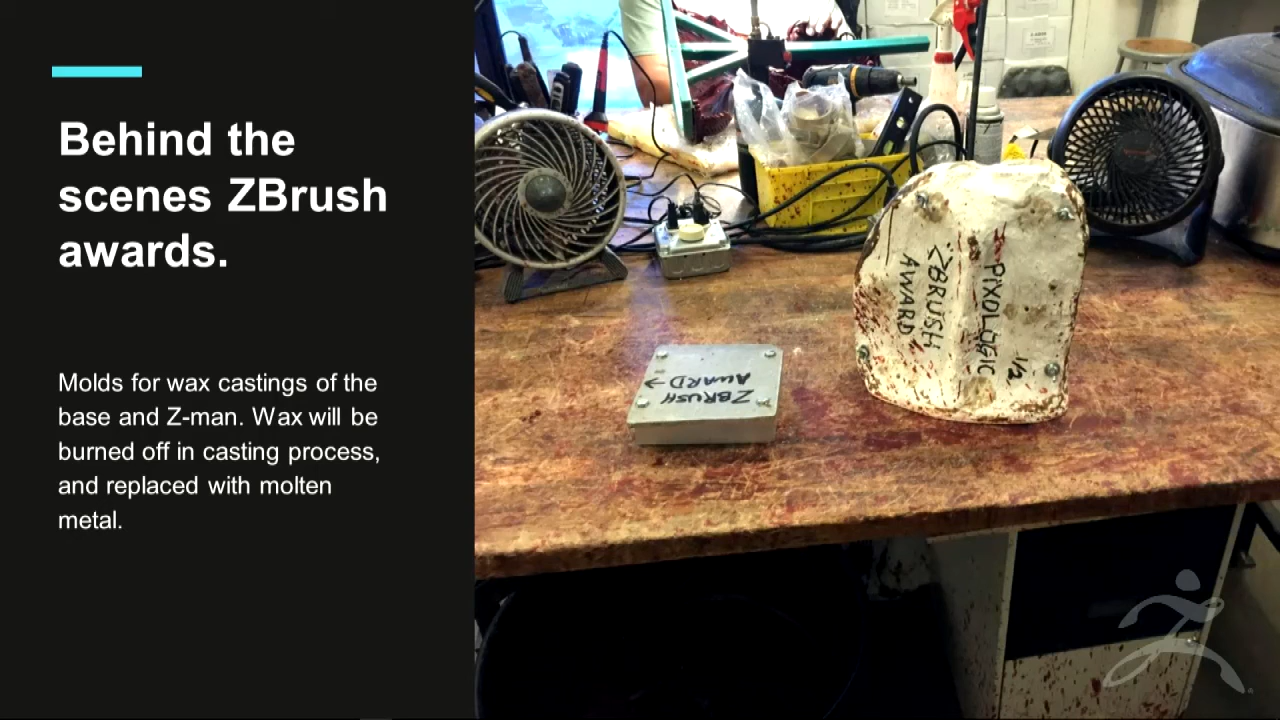 Behind the
scenes ZBrush
awards.
Molds for wax castings of the
base and Z-man. Wax will be
burned off in casting process,
and replaced with molten
metal.
ZBRUSH
AWARD →
PIXOLOGIC 1/2
"ZBRUSH
AWARD